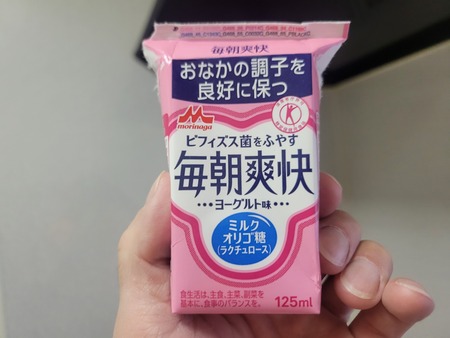 毎朝爽快
おなかの調子を
良好に保つ
morinaga
ビフィズス菌をふやす
毎朝爽快
ヨーグルト味
ミルク
オリゴ糖
(ラクチュロース)
食生活は、主食、主菜、副菜を
基本に、食事のバランスを。
125ml